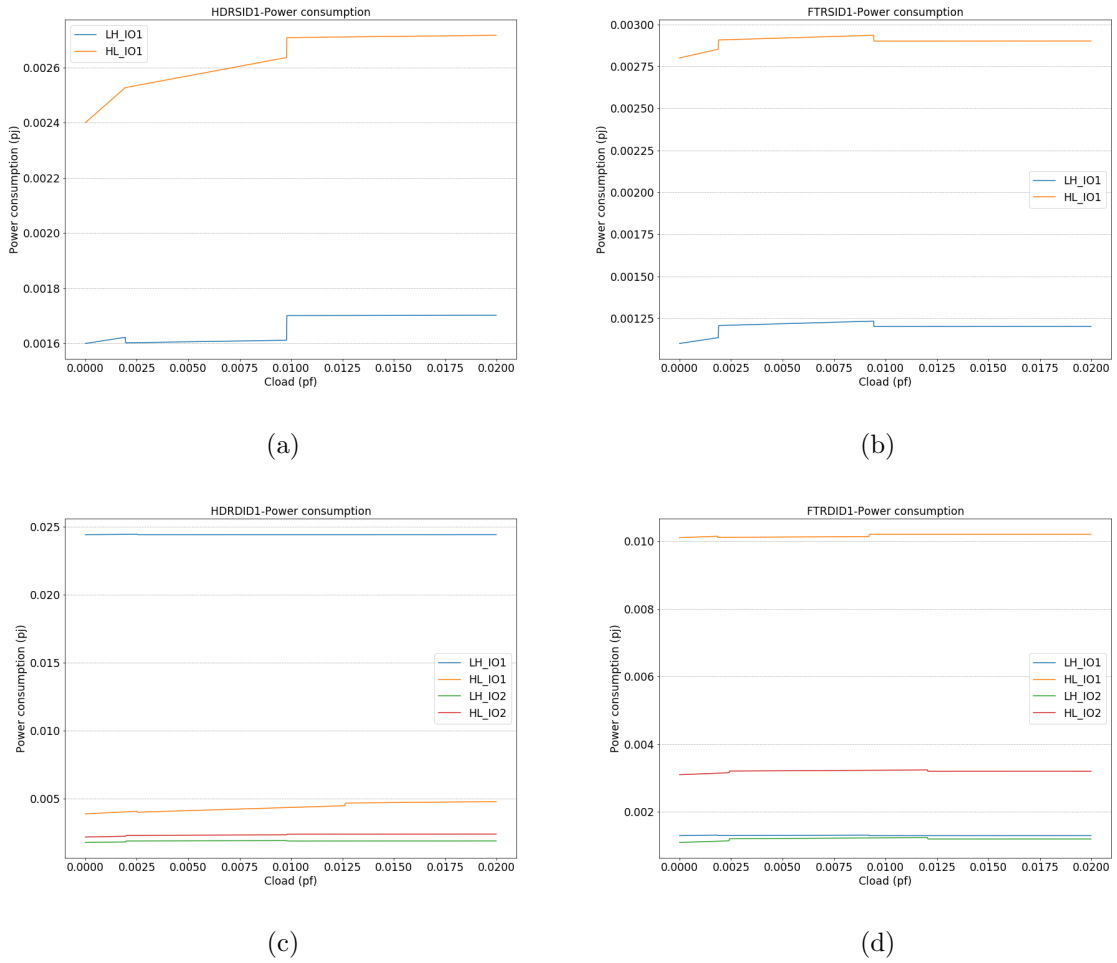 HDRSID1-Power consumption
LH_IO1
HL_IO1
Power consumption (pj)
0.0026
0.0024
0.0022
0.0020
0.0018
0.0016
0.0000 0.0025 0.0050 0.0075 0.0100 0.0125 0.0150 0.0175 0.0200
Cload (pf)
(a)
FTRSID1-Power consumption
Power consumption (pj)
0.00300
0.00275
0.00250
0.00225
0.00200
0.00175
0.00150
0.00125
LH_IO1
HL_IO1
0.0000 0.0025 0.0050 0.0075 0.0100 0.0125 0.0150 0.0175 0.0200
Cload (pf)
(b)
HDRDID1-Power consumption
Power consumption (pj)
0.025
0.020
0.015
0.010
0.005
LH_IO1
HL_IO1
LH_IO2
HL_IO2
0.0000 0.0025 0.0050 0.0075 0.0100 0.0125 0.0150 0.0175 0.0200
Cload (pf)
(c)
FTRDID1-Power consumption
Power consumption (pj)
0.010
0.008
0.006
0.004
0.002
LH_IO1
HL_IO1
LH_IO2
HL_IO2
0.0000 0.0025 0.0050 0.0075 0.0100 0.0125 0.0150 0.0175 0.0200
Cload (pf)
(d)